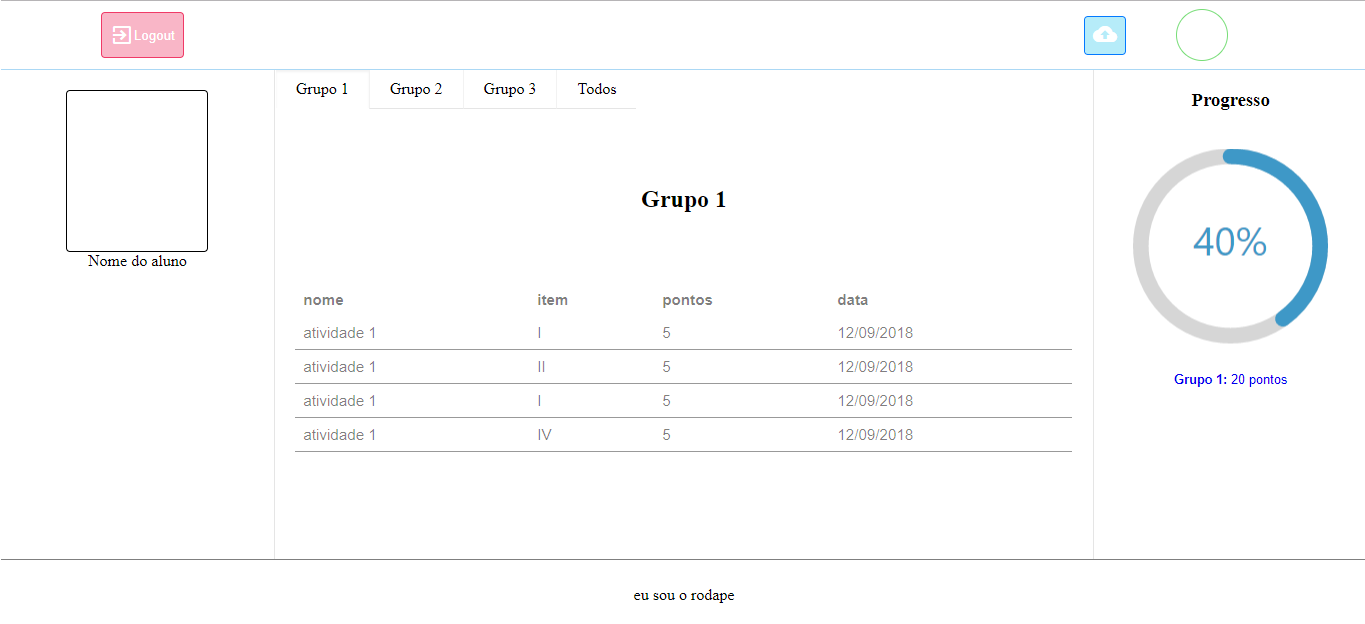 Logout
Grupo 1 Grupo 2 Grupo 3 Todos
Nome do aluno
Grupo 1
nome item pontos data
atividade 1 I 5 12/09/2018
atividade 1 II 5 12/09/2018
atividade 1 I 5 12/09/2018
atividade 1 IV 5 12/09/2018
Progresso
40%
Grupo 1: 20 pontos
eu sou o rodape